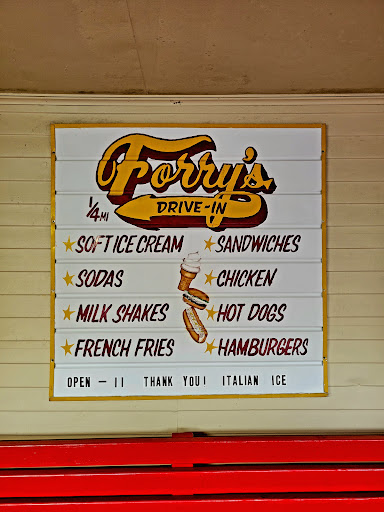 Forry's
1/4 MI DRIVE-IN
SOFT ICE CREAM SANDWICHES
SODAS CHICKEN
MILK SHAKES HOT DOGS
FRENCH FRIES HAMBURGERS
OPEN - 11 THANK YOU! ITALIAN ICE